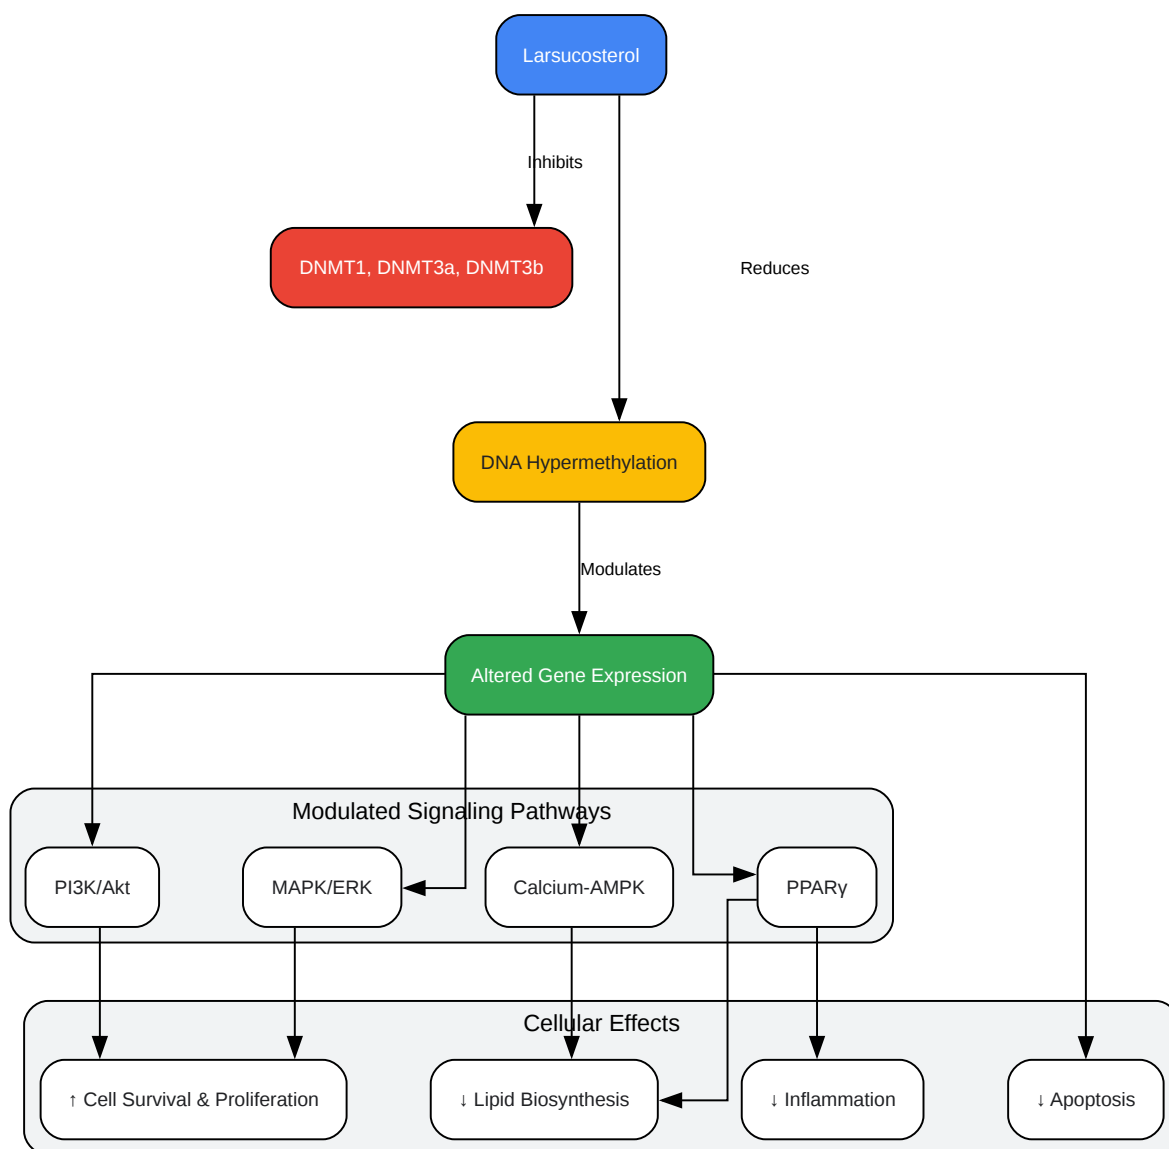 Larsucosterol
Inhibits
DNMT1, DNMT3a, DNMT3b
Reduces
DNA Hypermethylation
Modulates
Altered Gene Expression
Modulated Signaling Pathways
PI3K/Akt
MAPK/ERK
Calcium-AMPK
PPARγ
Cellular Effects
↑ Cell Survival & Proliferation
↓ Lipid Biosynthesis
↓ Inflammation
↓ Apoptosis